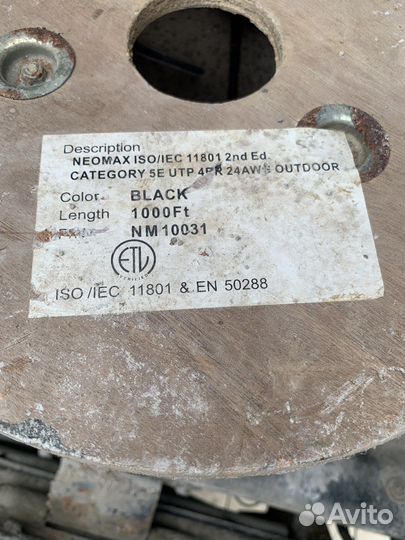 Description
NEOMAX ISO/IEC 11801 2nd Ed.
CATEGORY 5E UTP 4PR 24AWG OUTDOOR
Color BLACK
Length 1000Ft
NM10031
ETL
ISO/IEC 11801 & EN 50288
Avito